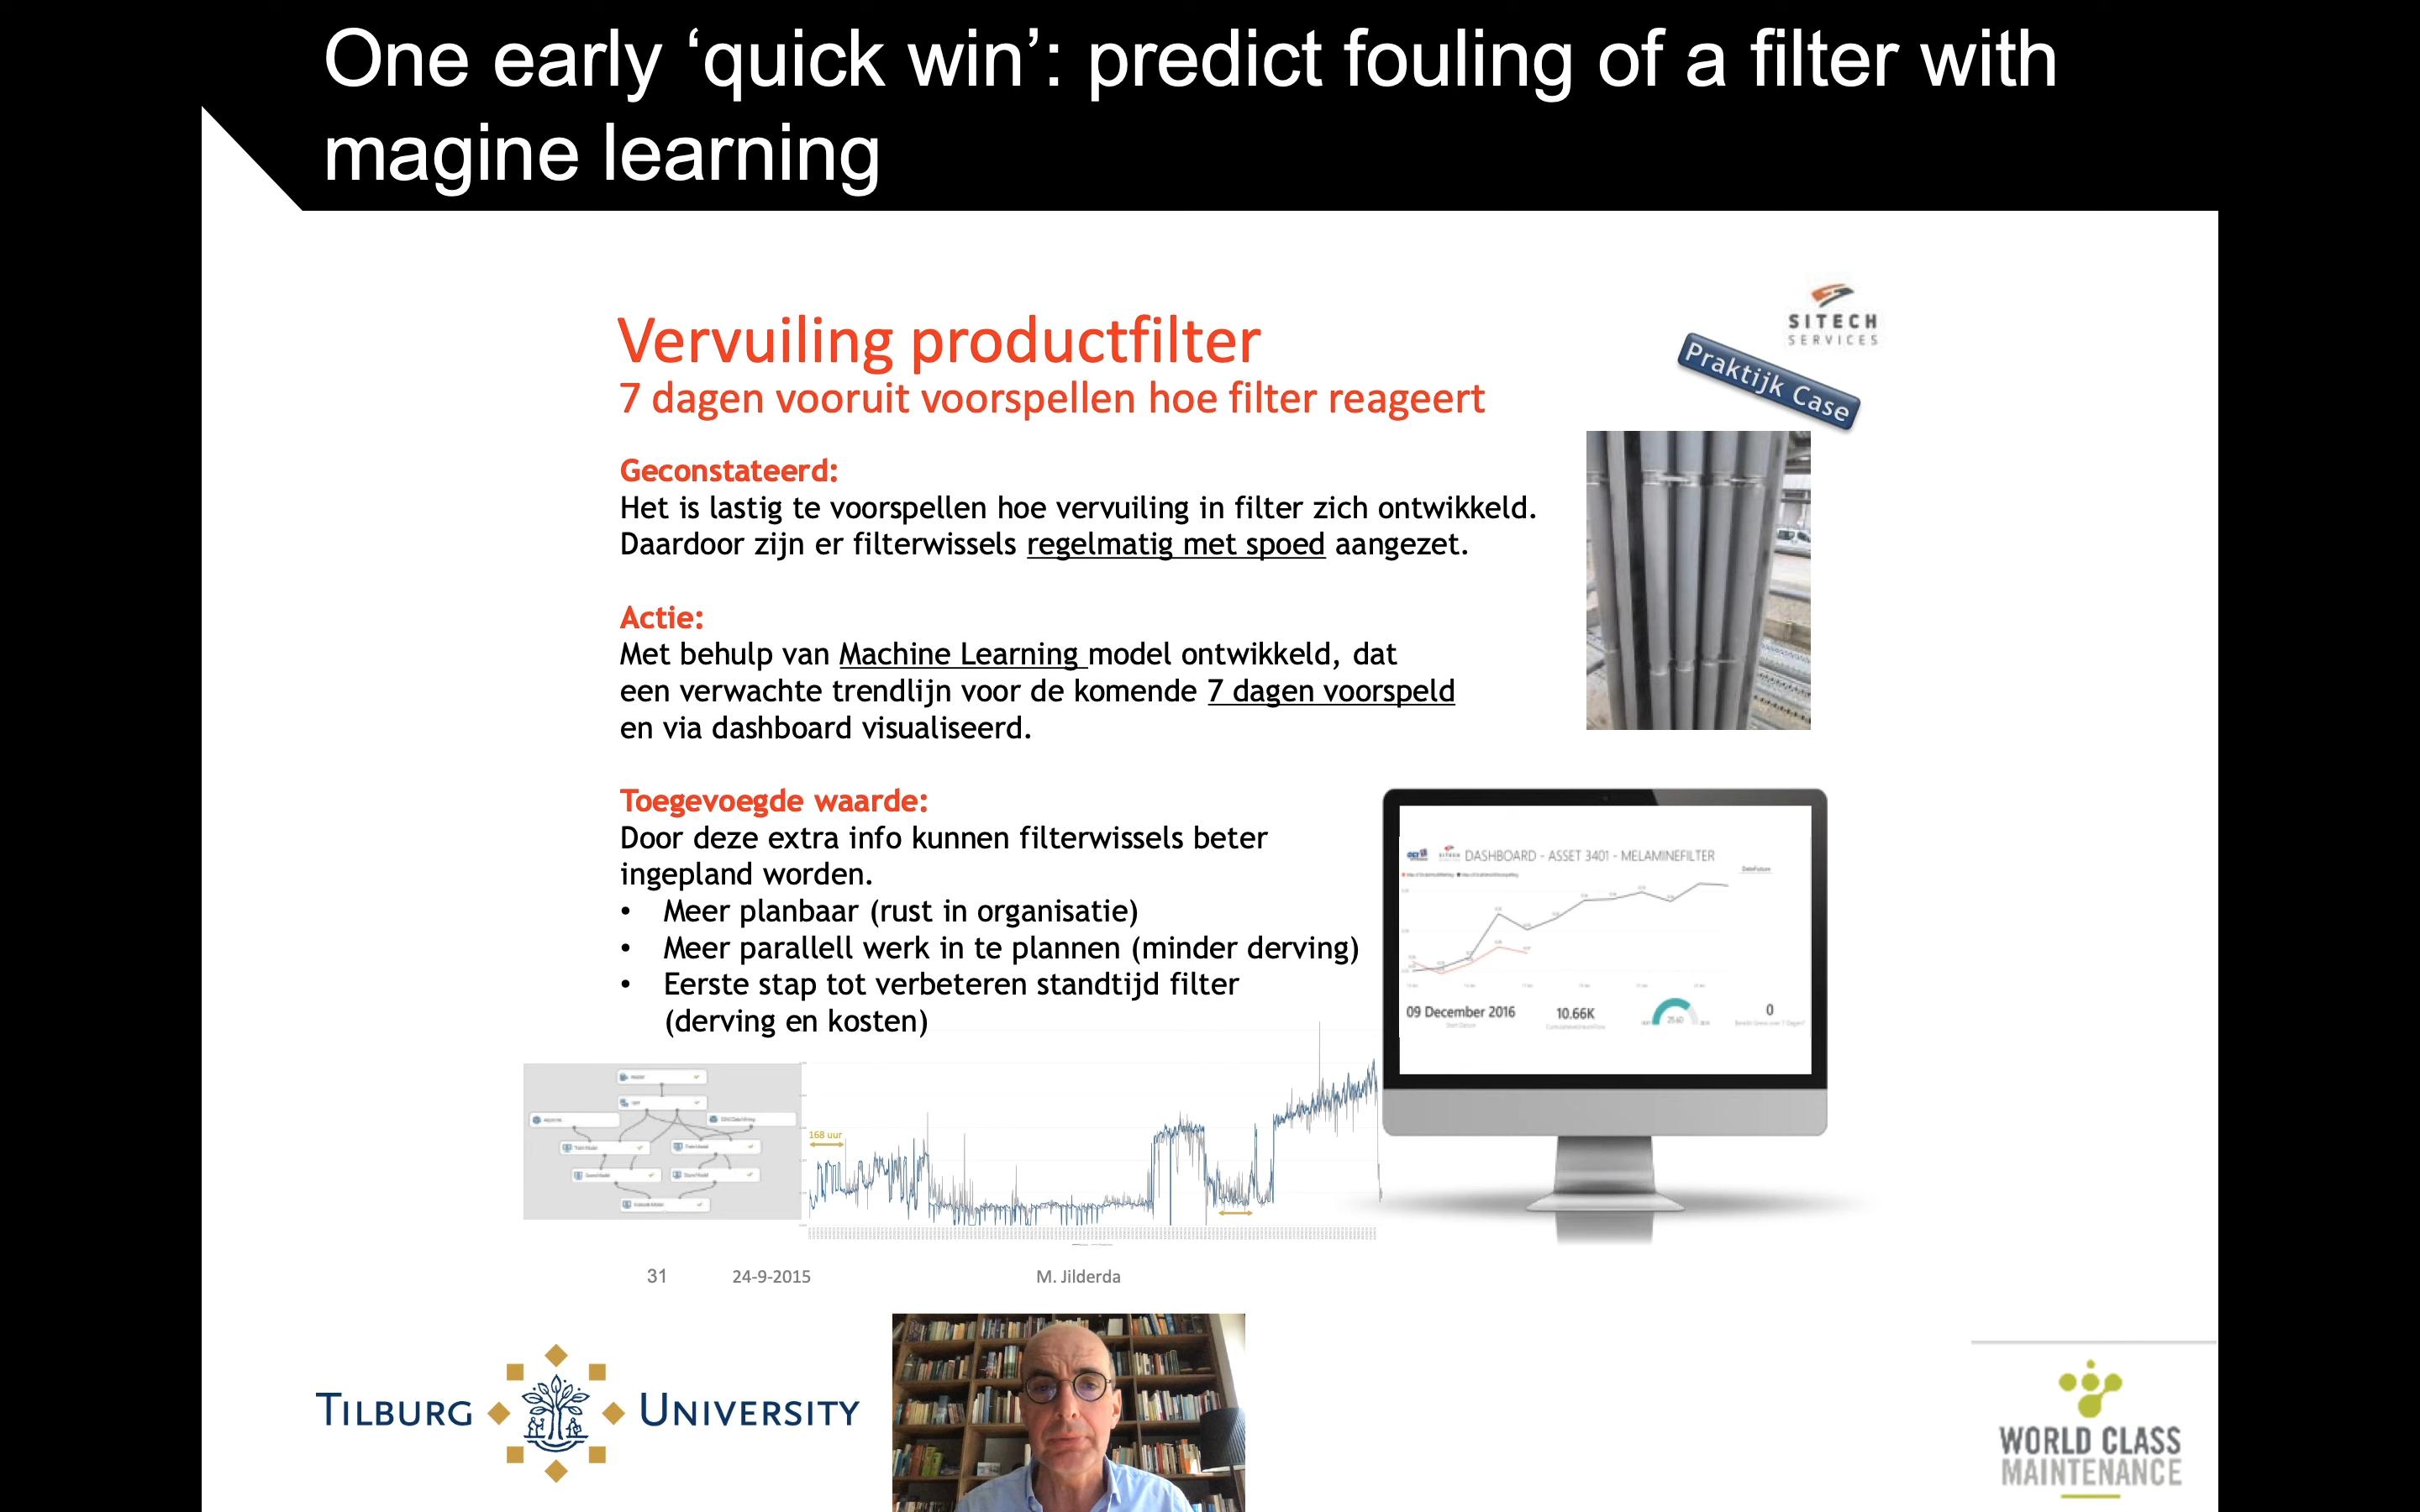 One early ‘quick win’: predict fouling of a filter with
magine learning
SITECH
SERVICES
Praktijk Case
Vervuiling productfilter
7 dagen vooruit voorspellen hoe filter reageert
Geconstateerd:
Het is lastig te voorspellen hoe vervuiling in filter zich ontwikkeld.
Daardoor zijn er filterwissels regelmatig met spoed aangezet.
Actie:
Met behulp van Machine Learning model ontwikkeld, dat
een verwachte trendlijn voor de komende 7 dagen voorspeld
en via dashboard visualiseerd.
Toegevoegde waarde:
Door deze extra info kunnen filterwissels beter
ingepland worden.
• Meer planbaar (rust in organisatie)
• Meer parallell werk in te plannen (minder derving)
• Eerste stap tot verbeteren standtijd filter
(derving en kosten)
DASHBOARD - ASSET 3401 - MELAMINEFILTER
09 December 2016
10.66K
25.60
0
168 uur
31 24-9-2015 M. Jilderda
TILBURG UNIVERSITY
WORLD CLASS
MAINTENANCE